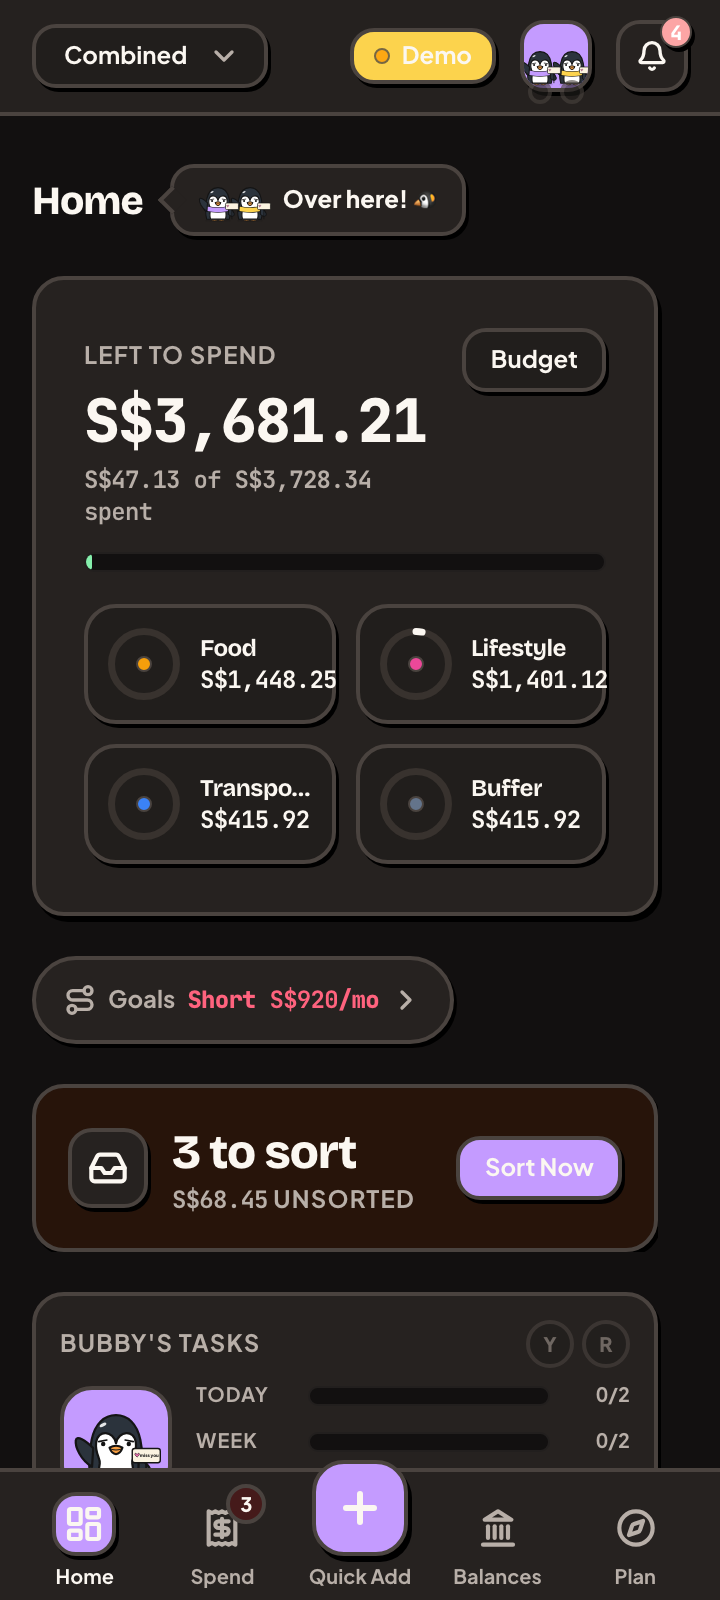 Combined
Demo
4
Home
Over here!
LEFT TO SPEND
Budget
S$3,681.21
S$47.13 of S$3,728.34
spent
Food
S$1,448.25
Lifestyle
S$1,401.12
Transpo...
S$415.92
Buffer
S$415.92
Goals Short S$920/mo
3 to sort
S$68.45 UNSORTED
Sort Now
BUBBY'S TASKS
Y R
TODAY 0/2
WEEK 0/2
miss you
3
Home
Spend
Quick Add
Balances
Plan